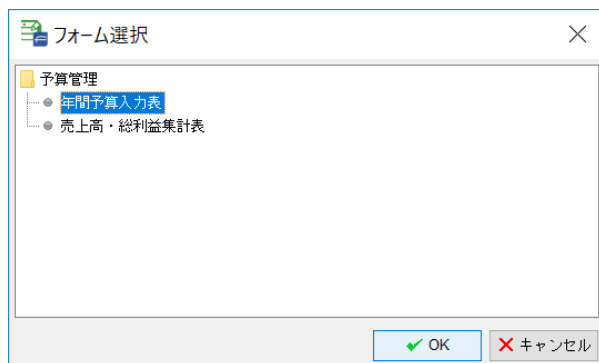 フォーム選択
予算管理
年間予算入力表
売上高・総利益集計表
OK
キャンセル